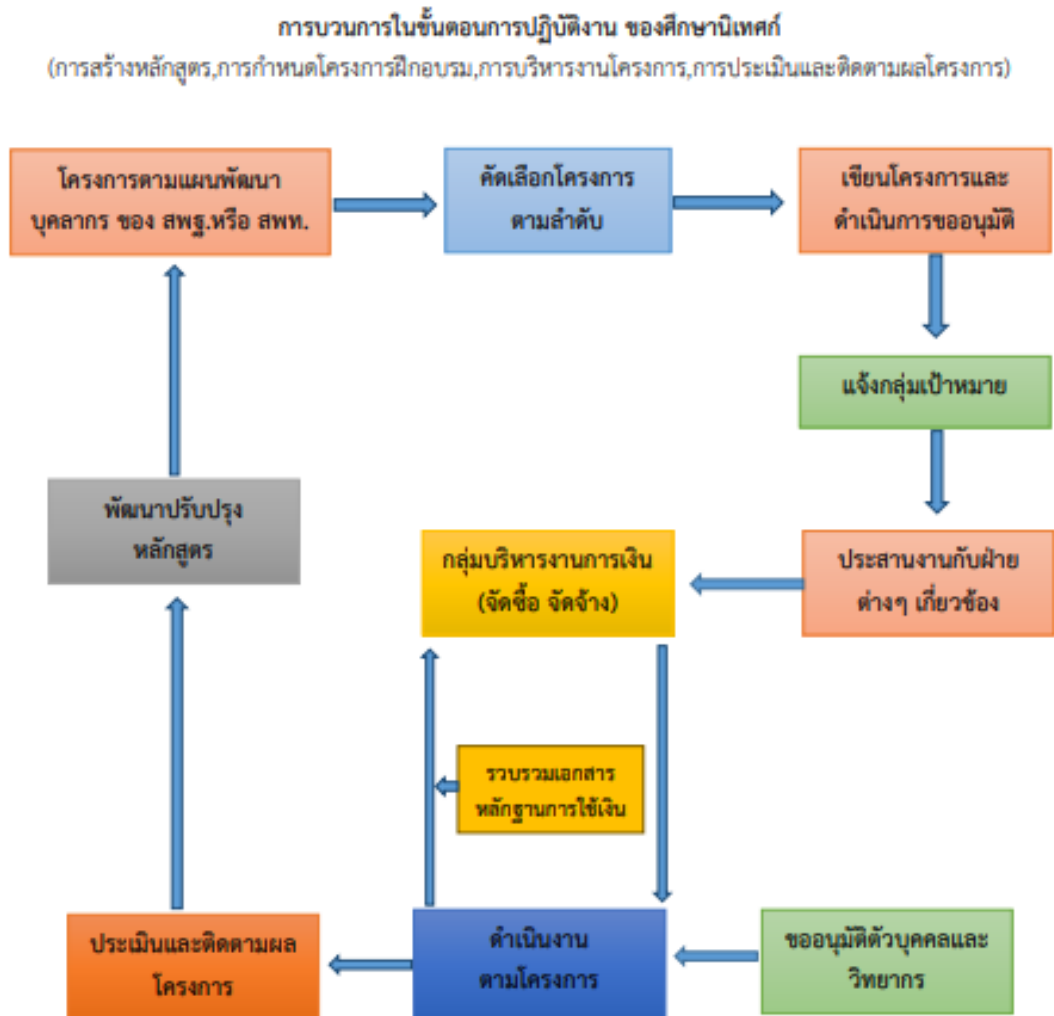 การบวนการในขั้นตอนการปฏิบัติงาน ของศึกษานิเทศก์
(การสร้างหลักสูตร,การกำหนดโครงการฝึกอบรม,การบริหารงานโครงการ,การประเมินและติดตามผลโครงการ)
โครงการตามแผนพัฒนา
บุคลากร ของ สพฐ.หรือ สพท.
คัดเลือกโครงการ
ตามลำดับ
เขียนโครงการและ
ดำเนินการขออนุมัติ
แจ้งกลุ่มเป้าหมาย
พัฒนาปรับปรุง
หลักสูตร
กลุ่มบริหารงานการเงิน
(จัดซื้อ จัดจ้าง)
ประสานงานกับฝ่าย
ต่างๆ เกี่ยวข้อง
รวบรวมเอกสาร
หลักฐานการใช้เงิน
ประเมินและติดตามผล
โครงการ
ดำเนินงาน
ตามโครงการ
ขออนุมัติตัวบุคคลและ
วิทยากร